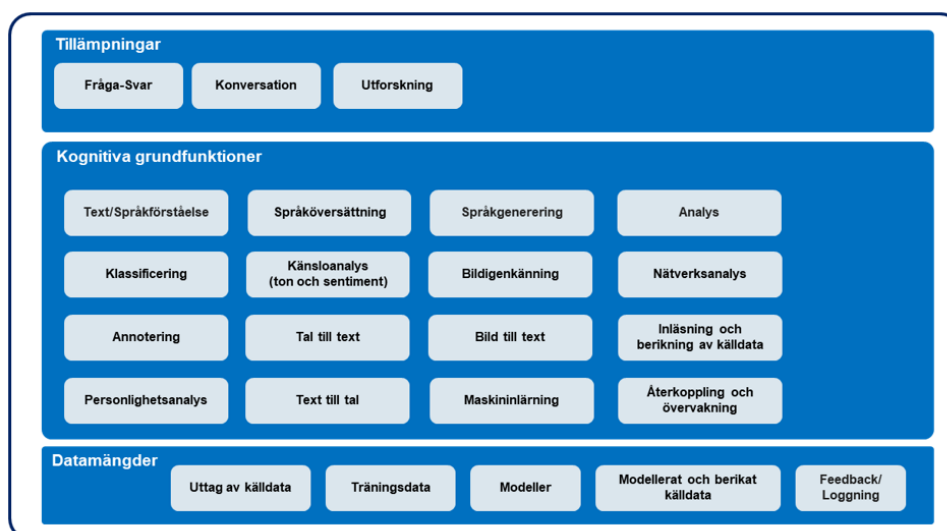 Tillämpningar
Fråga-Svar
Konversation
Utforskning
Kognitiva grundfunktioner
Text/Språkförståelse
Språköversättning
Språkgenerering
Analys
Klassificering
Känsloanalys
(ton och sentiment)
Bildigenkänning
Nätverksanalys
Annotering
Tal till text
Bild till text
Inläsning och
berikning av källdata
Personlighetsanalys
Text till tal
Maskininlärning
Återkoppling och
övervakning
Datamängder
Uttag av källdata
Träningsdata
Modeller
Modellerat och berikat
källdata
Feedback/
Loggning